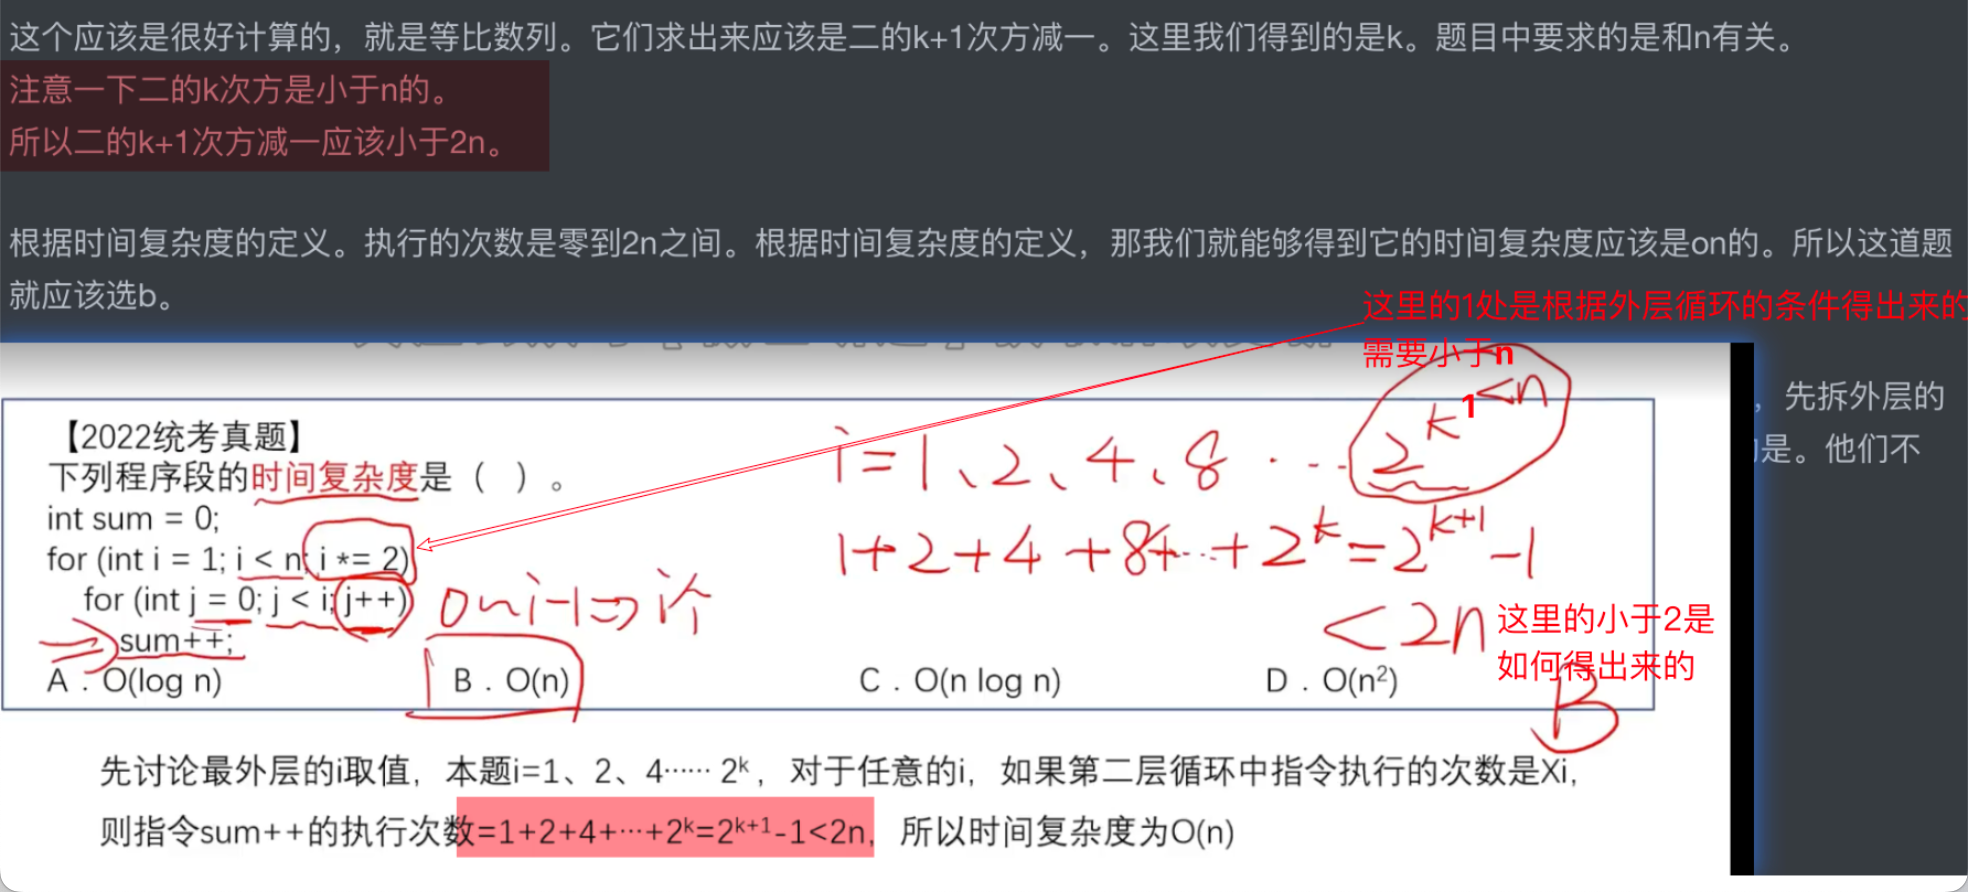 这个应该是很好计算的，就是等比数列。它们求出来应该是二的k+1次方减一。这里我们得到的是k。题目中要求的是和n有关。
注意一下二的k次方是小于n的。
所以二的k+1次方减一应该小于2n。
根据时间复杂度的定义。执行的次数是零到2n之间。根据时间复杂度的定义，那我们就能够得到它的时间复杂度应该是on的。所以这道题
就应该选b。
这里的1处是根据外层循环的条件得出来的
需要小于n
，先拆外层的
是。他们不
【2022统考真题】
下列程序段的时间复杂度是（ ）。
int sum = 0;
for (int i = 1; i < n; i *= 2)
for (int j = 0; j < i; j++)
sum++;
A．O(log n)
B．O(n)
C．O(n log n)
D．O(n²)
i=1、2、4、8……2^k<n
1
1+2+4+8+…+2^k=2^(k+1)-1
<2n
0~i-1⇒i个
这里的小于2是
如何得出来的
B
先讨论最外层的i取值，本题i=1、2、4…… 2ᵏ，对于任意的i，如果第二层循环中指令执行的次数是Xi，
则指令sum++的执行次数=1+2+4+…+2ᵏ=2ᵏ⁺¹-1<2n，所以时间复杂度为O(n)